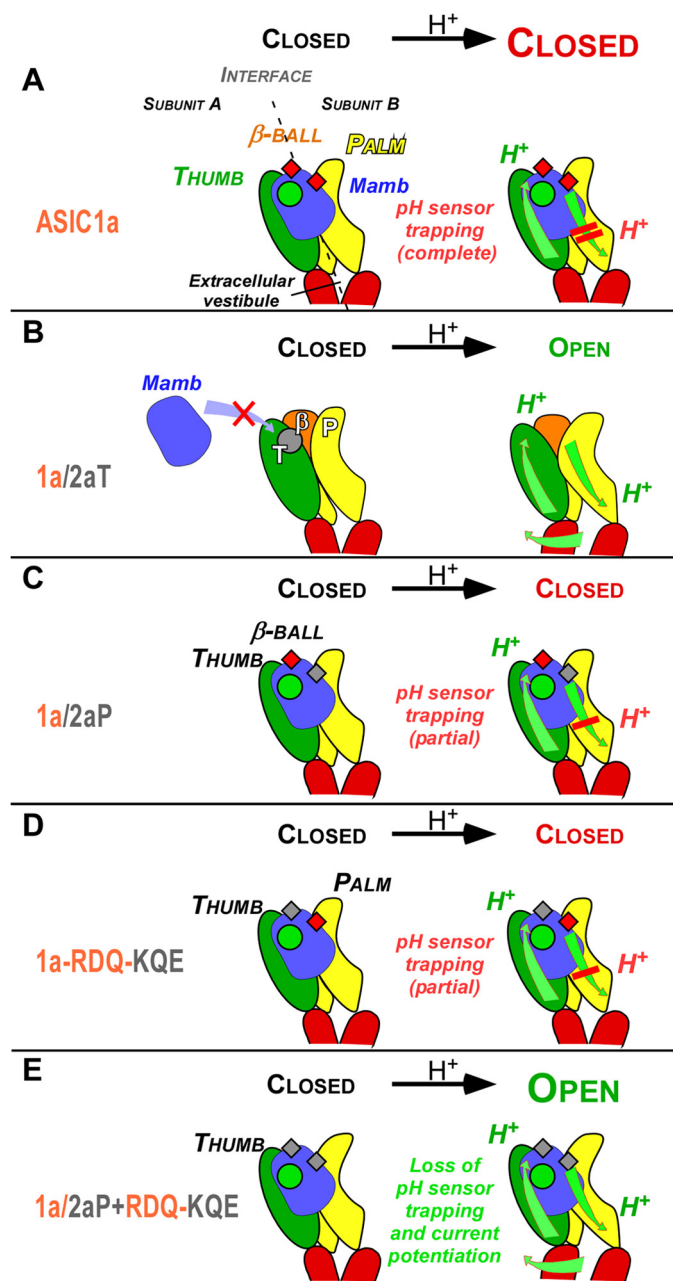 CLOSED H⁺ CLOSED
A
INTERFACE
SUBUNIT A SUBUNIT B
β-BALL
PALM
THUMB
Mamb
ASIC1a
Extracellular
vestibule
pH sensor
trapping
(complete)
H⁺
H⁺
B
CLOSED H⁺ OPEN
Mamb
β
P
T
1a/2aT
H⁺
H⁺
C
CLOSED H⁺ CLOSED
β-BALL
THUMB
1a/2aP
pH sensor
trapping
(partial)
H⁺
H⁺
D
CLOSED H⁺ CLOSED
PALM
THUMB
1a-RDQ-KQE
pH sensor
trapping
(partial)
H⁺
H⁺
E
CLOSED H⁺ OPEN
THUMB
1a/2aP+RDQ-KQE
Loss of
pH sensor
trapping
and current
potentiation
H⁺
H⁺